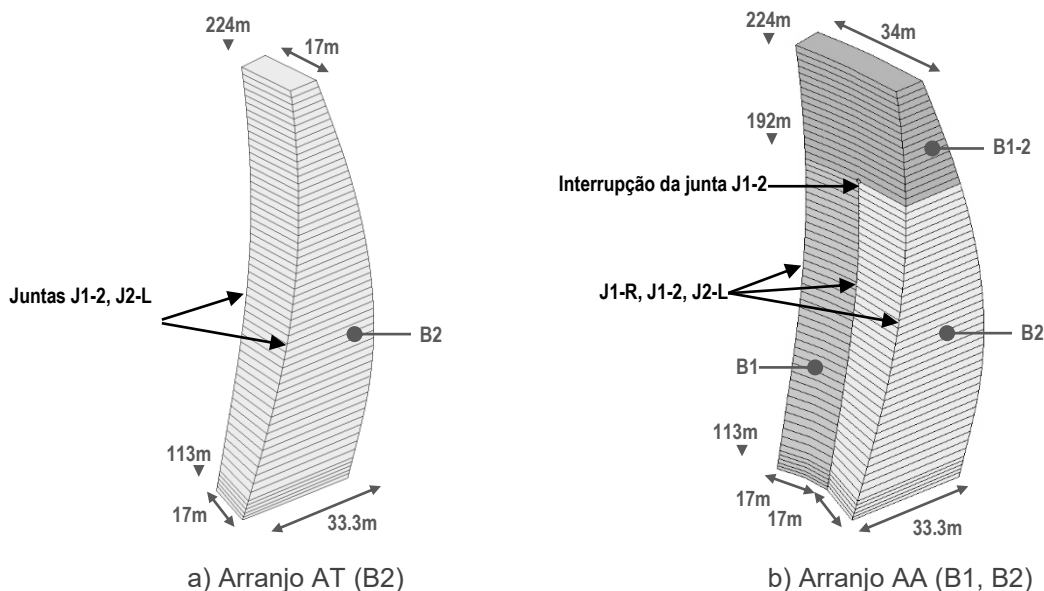 224m
17m
Juntas J1-2, J2-L
B2
113m
17m
33.3m
a) Arranjo AT (B2)
224m
34m
192m
B1-2
Interrupção da junta J1-2
J1-R, J1-2, J2-L
B2
B1
113m
17m
17m
33.3m
b) Arranjo AA (B1, B2)